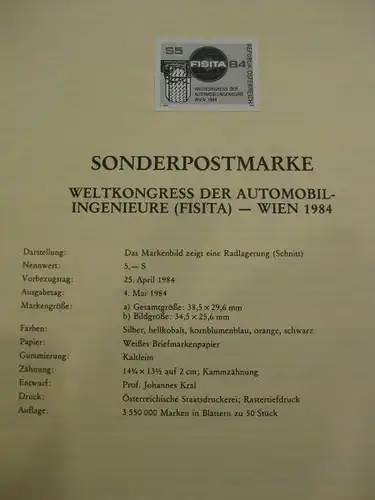 S5 FISITA 84
REPUBLIK ÖSTERREICH
WELTKONGRESS DER
AUTOMOBILINGENIEURE
WIEN 1984
SONDERPOSTMARKE
WELTKONGRESS DER AUTOMOBIL-
INGENIEURE (FISITA) — WIEN 1984
Darstellung: Das Markenbild zeigt eine Radlagerung (Schnitt)
Nennwert: 5,— S
Vorbezugstag: 25. April 1984
Ausgabetag: 4. Mai 1984
Markengröße: a) Gesamtgröße: 38,5 × 29,6 mm
b) Bildgröße: 34,5 × 25,6 mm
Farben: Silber, hellkobalt, kornblumenblau, orange, schwarz
Papier: Weißes Briefmarkenpapier
Gummierung: Kaltleim
Zähnung: 14¾ × 13½ auf 2 cm; Kammzähnung
Entwurf: Prof. Johannes Kral
Druck: Österreichische Staatsdruckerei; Rastertiefdruck
Auflage: 3 550 000 Marken in Blättern zu 50 Stück